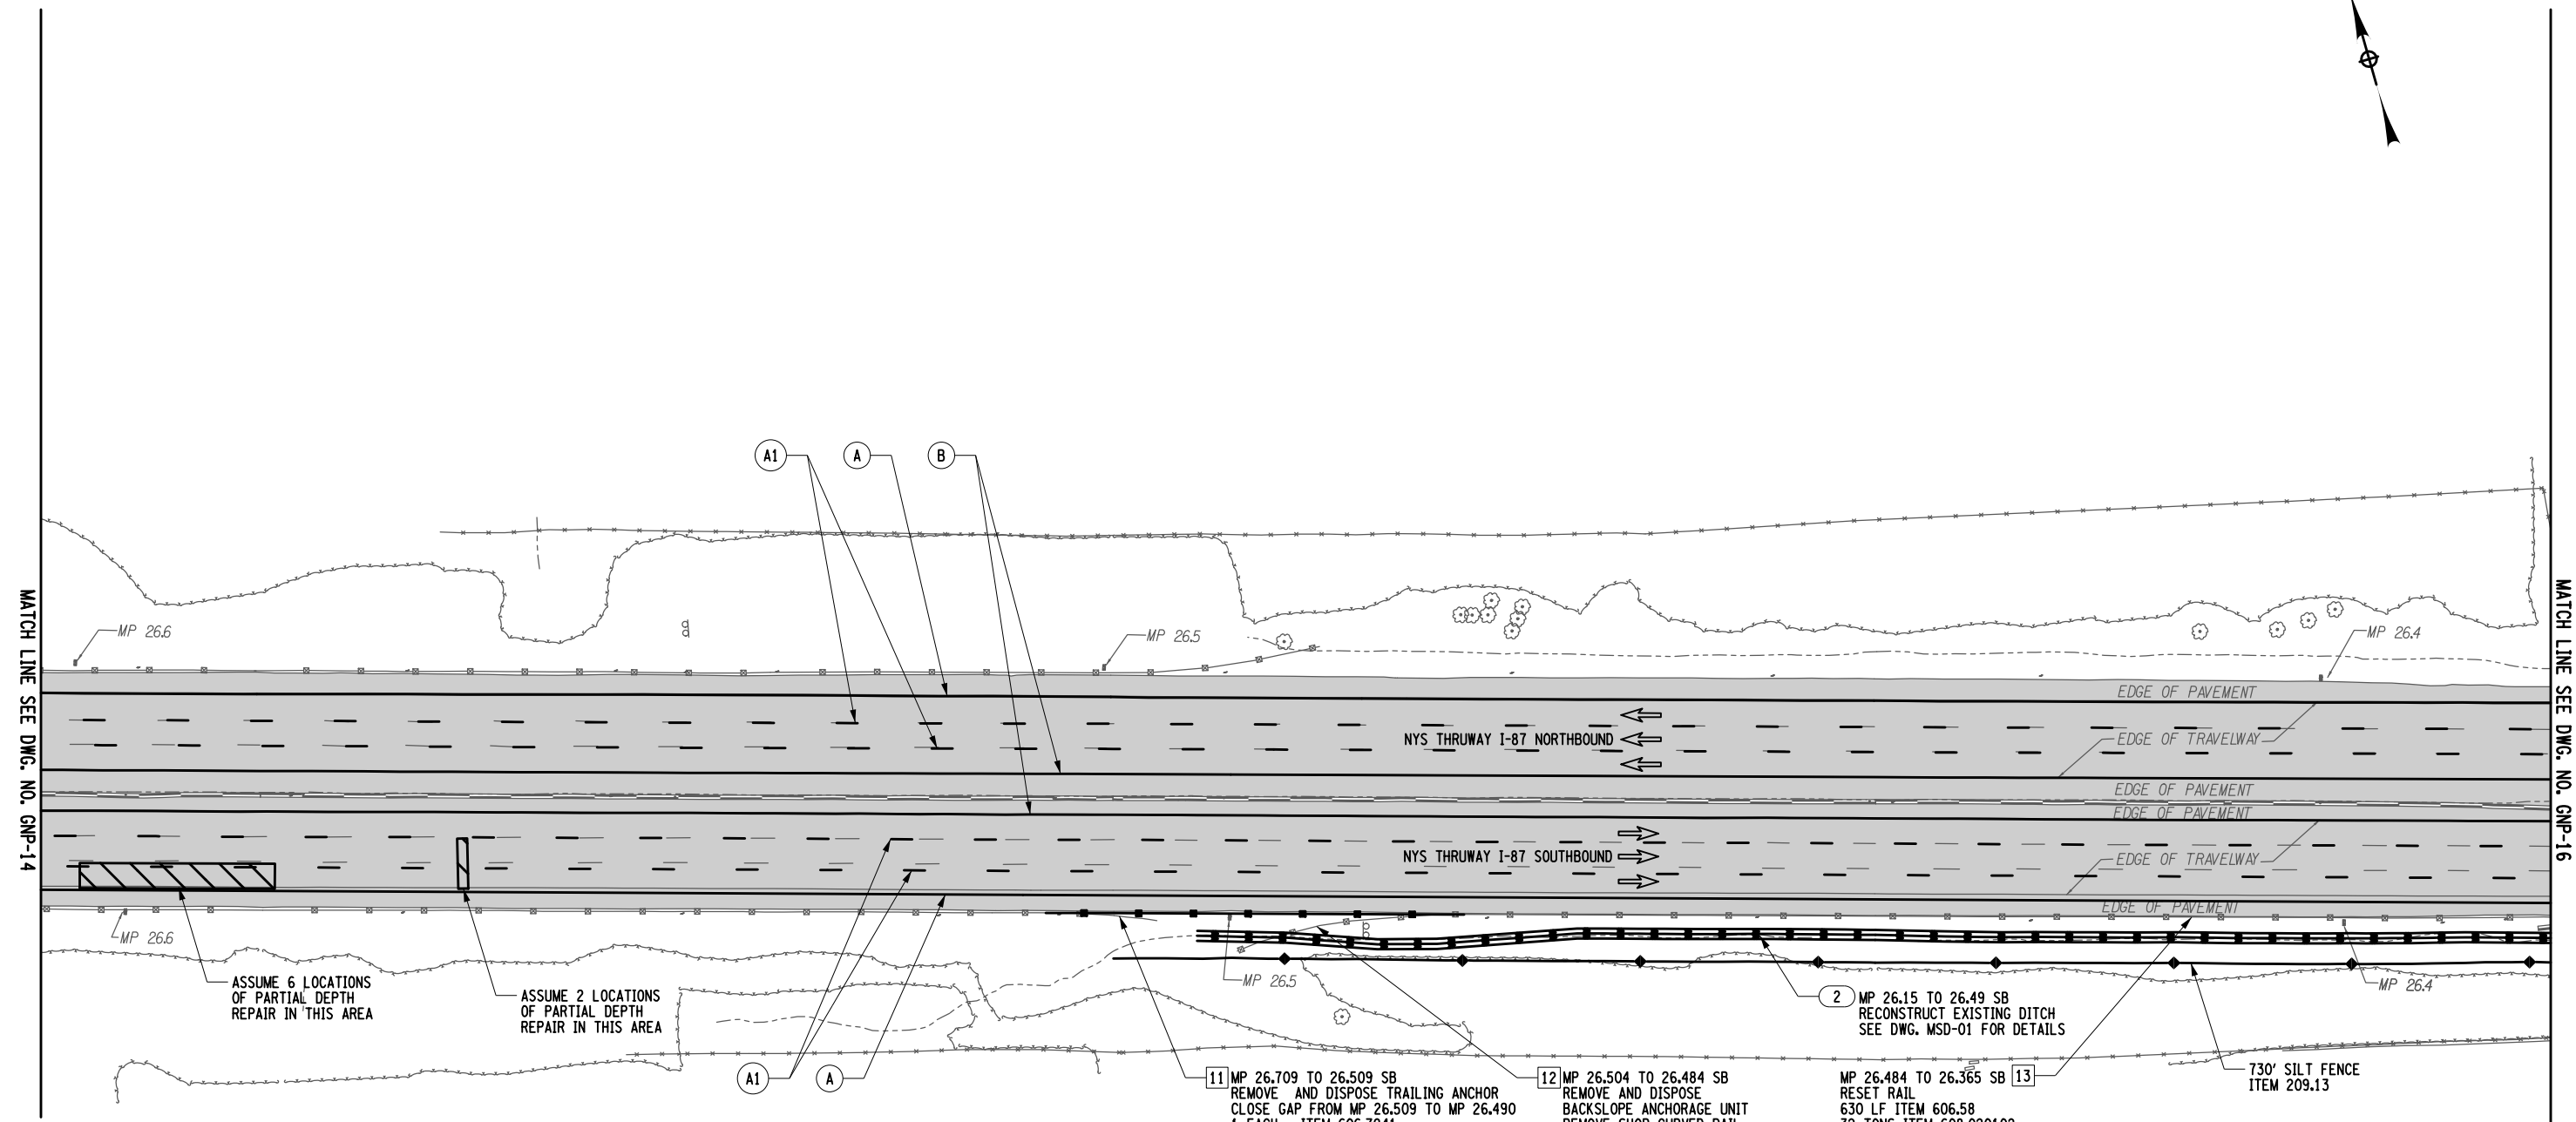 A1
A
B
MP 26.6
MP 26.5
MP 26.4
EDGE OF PAVEMENT
NYS THRUWAY I-87 NORTHBOUND
EDGE OF TRAVELWAY
EDGE OF PAVEMENT
EDGE OF PAVEMENT
NYS THRUWAY I-87 SOUTHBOUND
EDGE OF TRAVELWAY
EDGE OF PAVEMENT
MATCH LINE SEE DWG. NO. GNP-14
MATCH LINE SEE DWG. NO. GNP-16
MP 26.6
MP 26.5
MP 26.4
ASSUME 6 LOCATIONS
OF PARTIAL DEPTH
REPAIR IN THIS AREA
ASSUME 2 LOCATIONS
OF PARTIAL DEPTH
REPAIR IN THIS AREA
2 MP 26.15 TO 26.49 SB
RECONSTRUCT EXISTING DITCH
SEE DWG. MSD-01 FOR DETAILS
A1
A
11 MP 26.709 TO 26.509 SB
REMOVE AND DISPOSE TRAILING ANCHOR
CLOSE GAP FROM MP 26.509 TO MP 26.490
12 MP 26.504 TO 26.484 SB
REMOVE AND DISPOSE
BACKSLOPE ANCHORAGE UNIT
MP 26.484 TO 26.365 SB 13
RESET RAIL
630 LF ITEM 606.58
730' SILT FENCE
ITEM 209.13